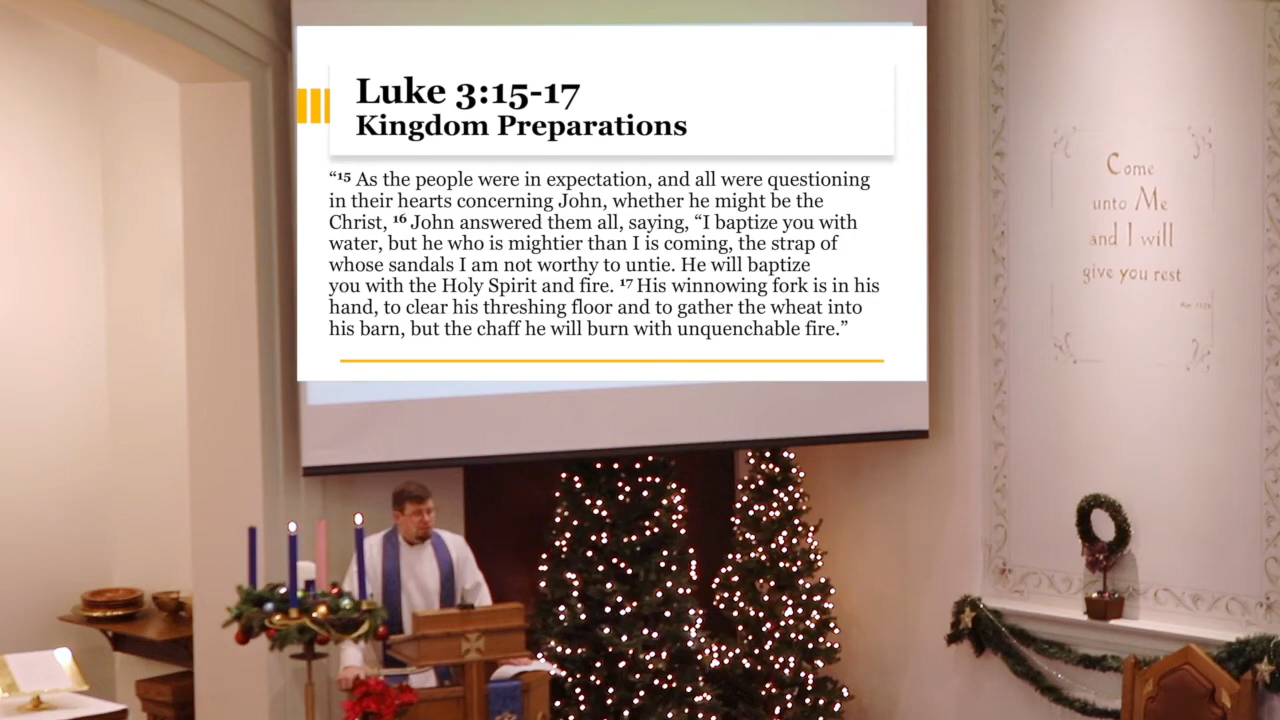 Luke 3:15-17
Kingdom Preparations
“¹⁵ As the people were in expectation, and all were questioning
in their hearts concerning John, whether he might be the
Christ, ¹⁶ John answered them all, saying, “I baptize you with
water, but he who is mightier than I is coming, the strap of
whose sandals I am not worthy to untie. He will baptize
you with the Holy Spirit and fire. ¹⁷ His winnowing fork is in his
hand, to clear his threshing floor and to gather the wheat into
his barn, but the chaff he will burn with unquenchable fire.”
Come
unto Me
and I will
give you rest